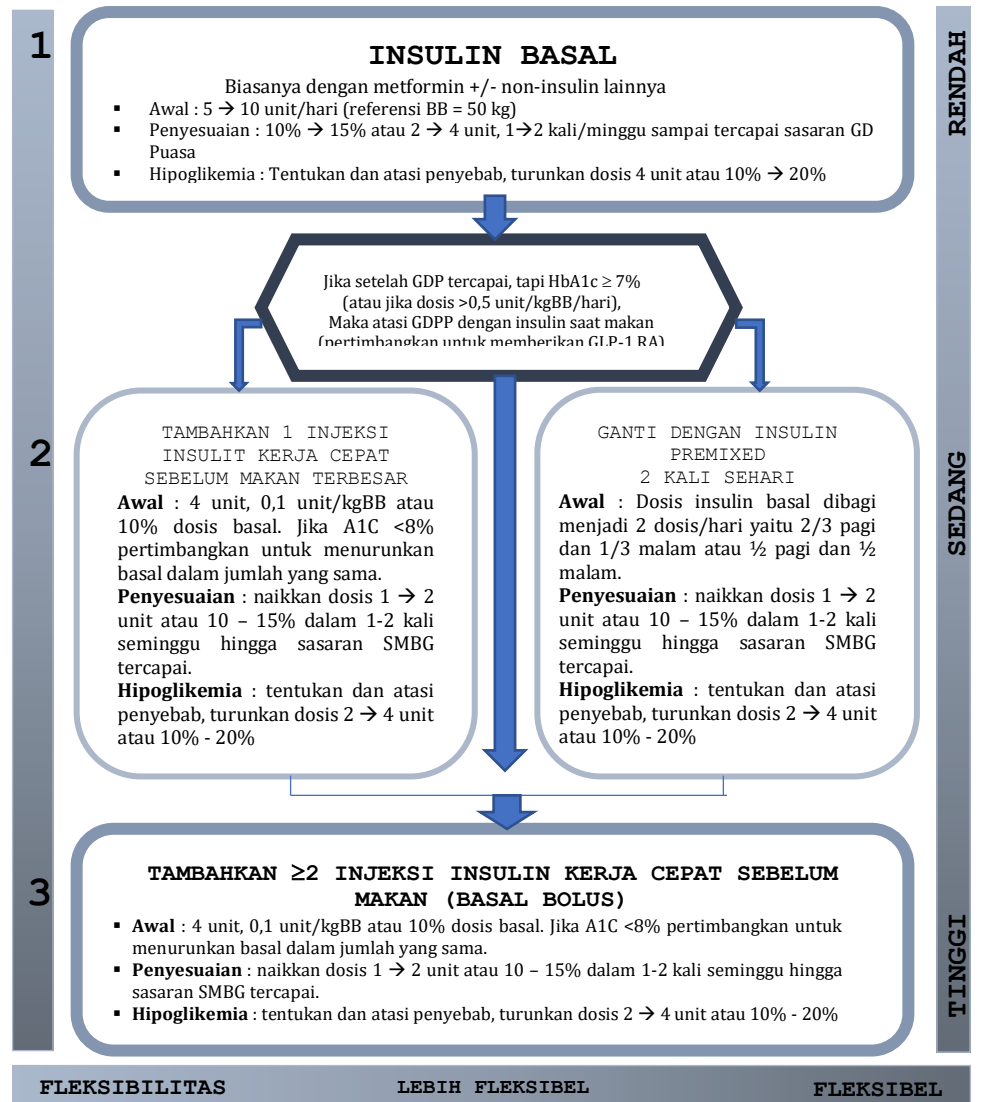 1
INSULIN BASAL
Biasanya dengan metformin +/- non-insulin lainnya
▪ Awal : 5 → 10 unit/hari (referensi BB = 50 kg)
▪ Penyesuaian : 10% → 15% atau 2 → 4 unit, 1→2 kali/minggu sampai tercapai sasaran GD
Puasa
▪ Hipoglikemia : Tentukan dan atasi penyebab, turunkan dosis 4 unit atau 10% → 20%
RENDAH
Jika setelah GDP tercapai, tapi HbA1c ≥ 7%
(atau jika dosis >0,5 unit/kgBB/hari),
Maka atasi GDPP dengan insulin saat makan
(pertimbangkan untuk memberikan GLP-1 RA)
2
TAMBAHKAN 1 INJEKSI
INSULIT KERJA CEPAT
SEBELUM MAKAN TERBESAR
Awal : 4 unit, 0,1 unit/kgBB atau
10% dosis basal. Jika A1C <8%
pertimbangkan untuk menurunkan
basal dalam jumlah yang sama.
Penyesuaian : naikkan dosis 1 → 2
unit atau 10 – 15% dalam 1-2 kali
seminggu hingga sasaran SMBG
tercapai.
Hipoglikemia : tentukan dan atasi
penyebab, turunkan dosis 2 → 4 unit
atau 10% - 20%
GANTI DENGAN INSULIN
PREMIXED
2 KALI SEHARI
Awal : Dosis insulin basal dibagi
menjadi 2 dosis/hari yaitu 2/3 pagi
dan 1/3 malam atau ½ pagi dan ½
malam.
Penyesuaian : naikkan dosis 1 → 2
unit atau 10 – 15% dalam 1-2 kali
seminggu hingga sasaran SMBG
tercapai.
Hipoglikemia : tentukan dan atasi
penyebab, turunkan dosis 2 → 4 unit
atau 10% - 20%
SEDANG
3
TAMBAHKAN ≥2 INJEKSI INSULIN KERJA CEPAT SEBELUM
MAKAN (BASAL BOLUS)
▪ Awal : 4 unit, 0,1 unit/kgBB atau 10% dosis basal. Jika A1C <8% pertimbangkan untuk
menurunkan basal dalam jumlah yang sama.
▪ Penyesuaian : naikkan dosis 1 → 2 unit atau 10 – 15% dalam 1-2 kali seminggu hingga
sasaran SMBG tercapai.
▪ Hipoglikemia : tentukan dan atasi penyebab, turunkan dosis 2 → 4 unit atau 10% - 20%
TINGGI
FLEKSIBILITAS LEBIH FLEKSIBEL FLEKSIBEL